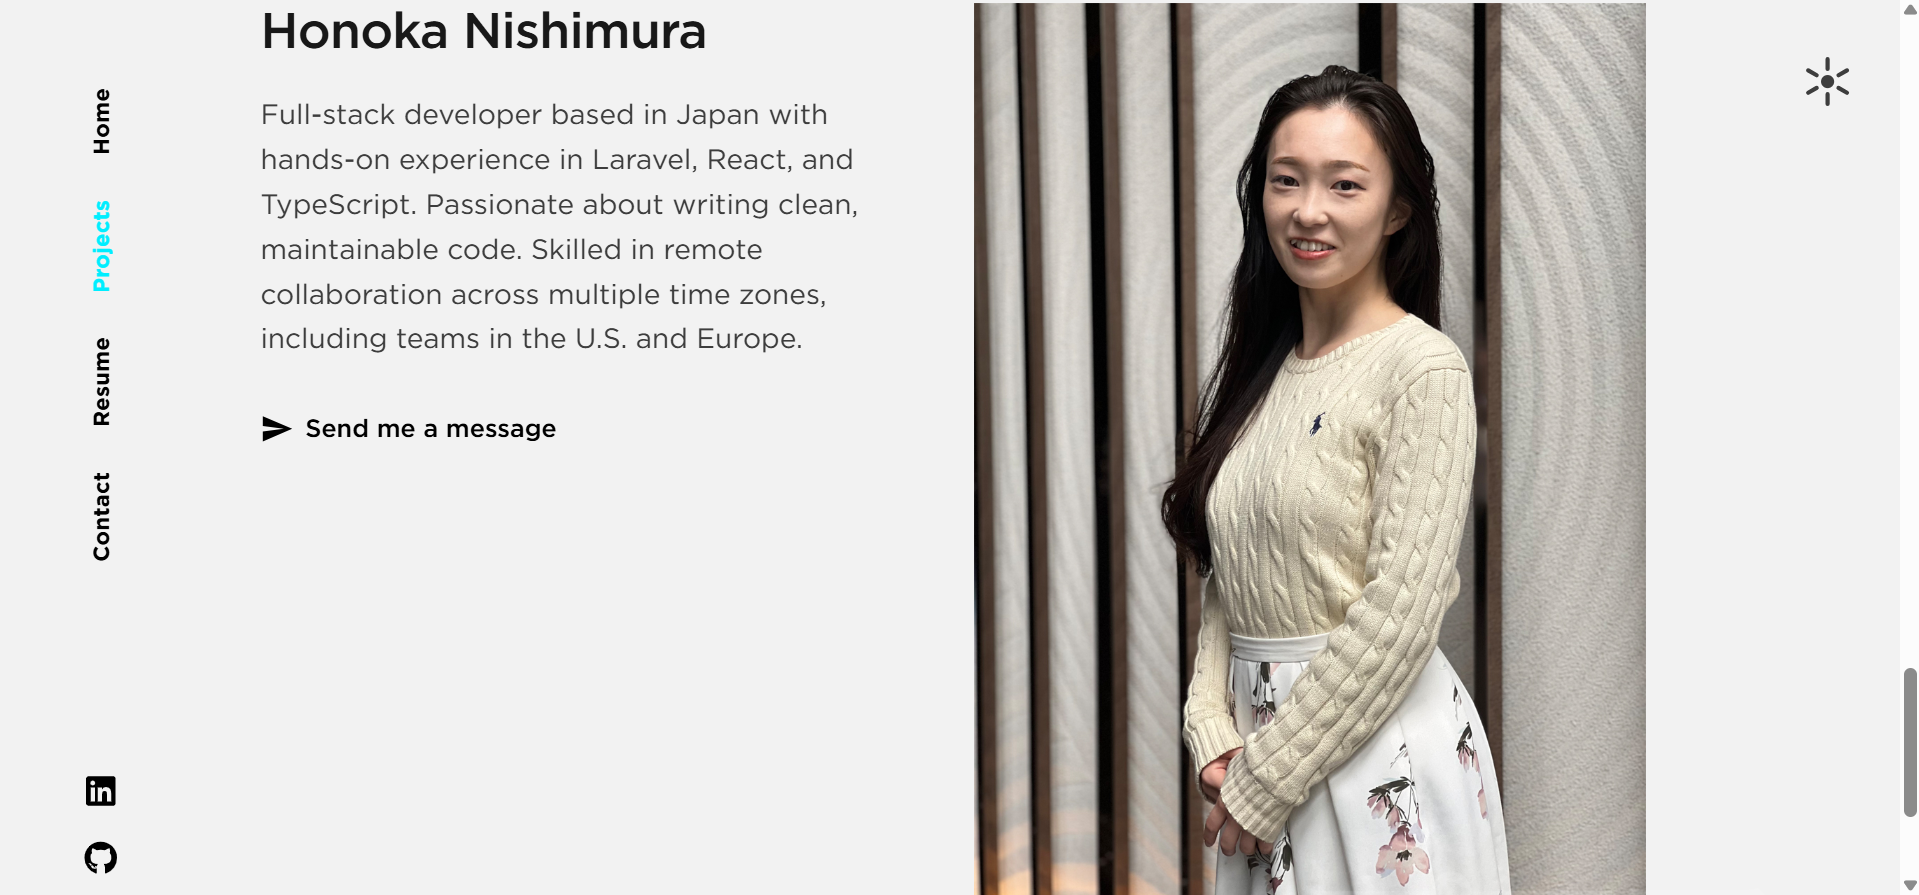 Honoka Nishimura
Full-stack developer based in Japan with
hands-on experience in Laravel, React, and
TypeScript. Passionate about writing clean,
maintainable code. Skilled in remote
collaboration across multiple time zones,
including teams in the U.S. and Europe.
Send me a message
Home
Projects
Resume
Contact
in